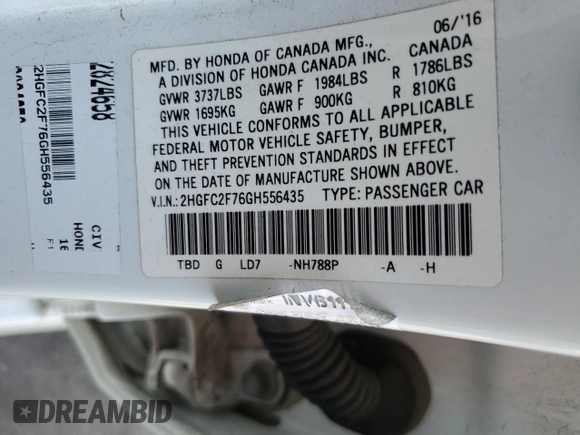 06/'16
MFD. BY HONDA OF CANADA MFG.,
A DIVISION OF HONDA CANADA INC. CANADA
GVWR 3737LBS GAWR F 1984LBS R 1786LBS
GVWR 1695KG GAWR F 900KG R 810KG
THIS VEHICLE CONFORMS TO ALL APPLICABLE
FEDERAL MOTOR VEHICLE SAFETY, BUMPER,
AND THEFT PREVENTION STANDARDS IN EFFECT
ON THE DATE OF MANUFACTURE SHOWN ABOVE.
V.I.N.: 2HGFC2F76GH556435 TYPE: PASSENGER CAR
TBD G LD7 -NH788P -A -H
2HGFC2F76GH556435
CIV
HOND
16
F1
DREAMBID